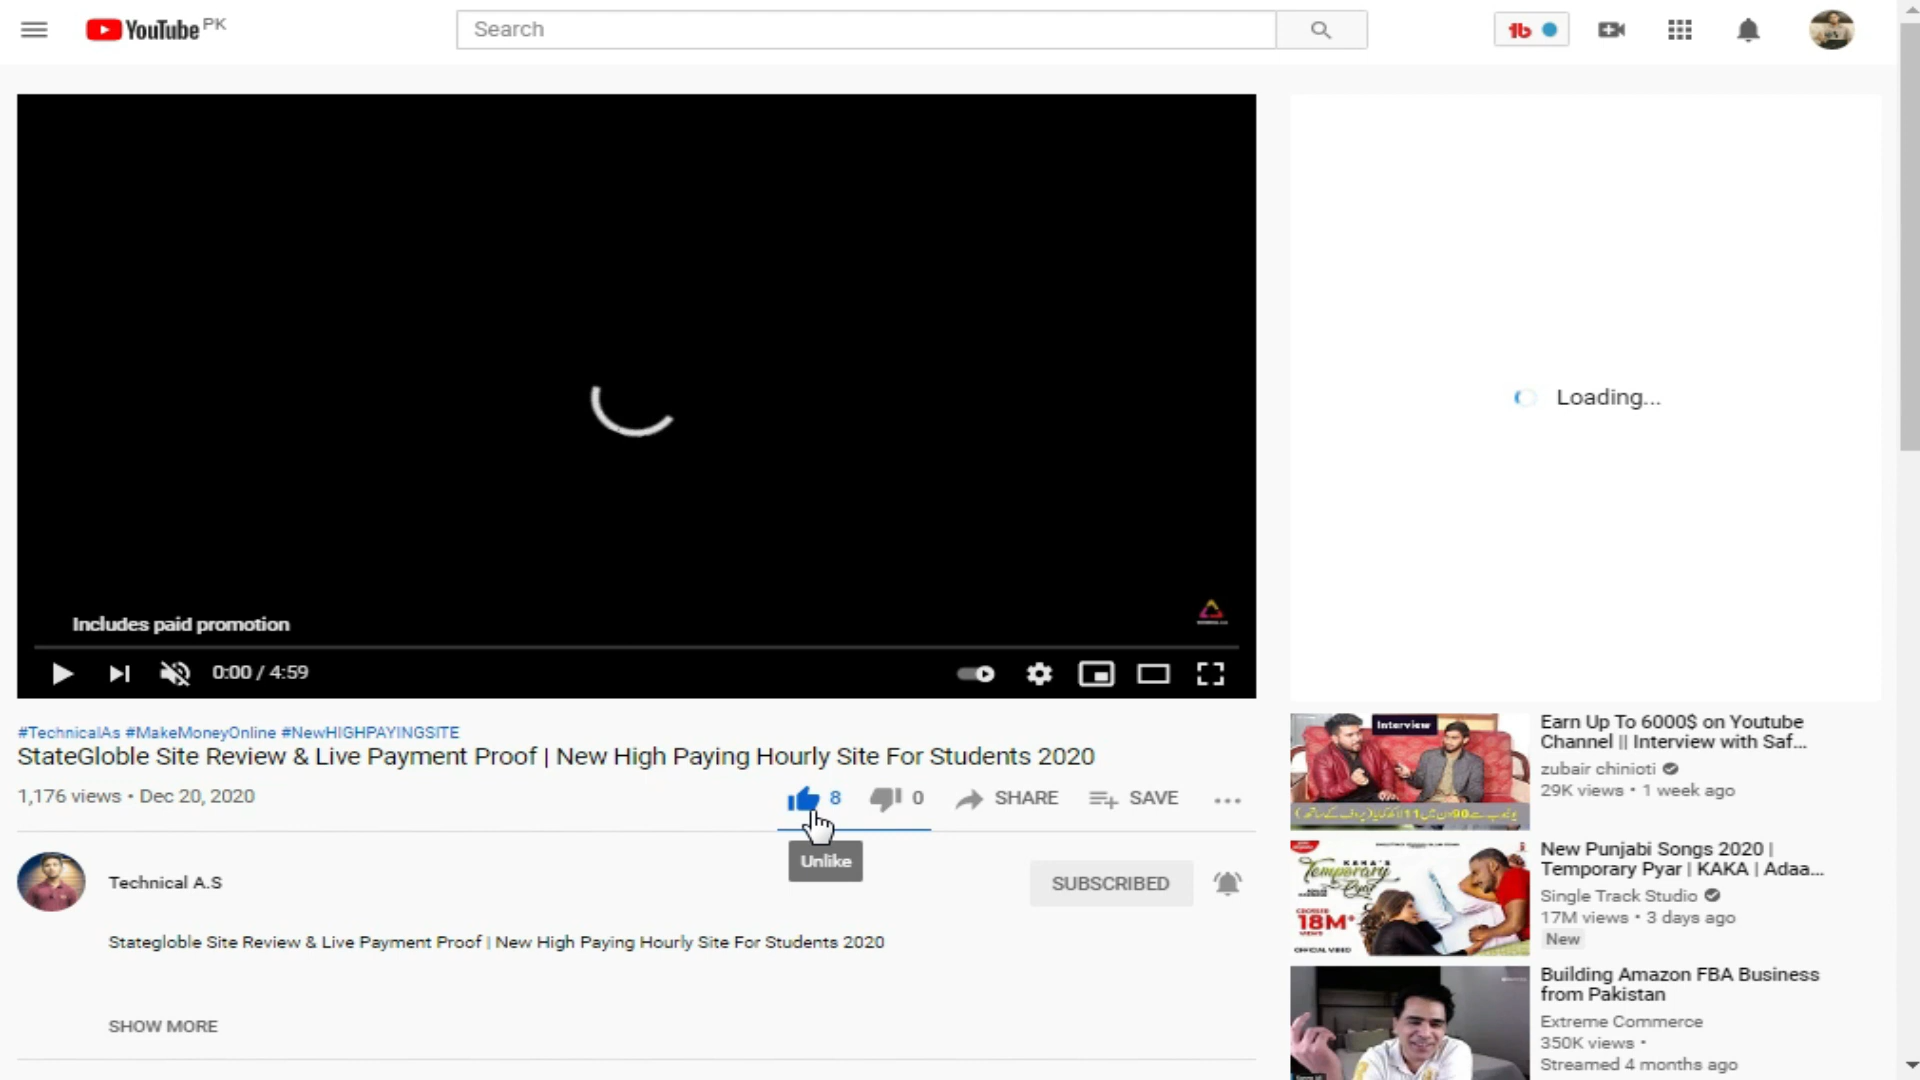 YouTube PK
Search
Includes paid promotion
0:00 / 4:59
Loading...
#TechnicalAs #MakeMoneyOnline #NewHIGHPAYINGSITE
StateGloble Site Review & Live Payment Proof | New High Paying Hourly Site For Students 2020
1,176 views • Dec 20, 2020
8
0
SHARE
SAVE
Unlike
Technical A.S
SUBSCRIBED
Stategloble Site Review & Live Payment Proof | New High Paying Hourly Site For Students 2020
SHOW MORE
Interview
Earn Up To 6000$ on Youtube
Channel || Interview with Saf...
zubair chinioti
29K views • 1 week ago
Temporary
Pyar
18M+
OFFICIAL VIDEO
New Punjabi Songs 2020 |
Temporary Pyar | KAKA | Adaa...
Single Track Studio
17M views • 3 days ago
New
Building Amazon FBA Business
from Pakistan
Extreme Commerce
350K views •
Streamed 4 months ago